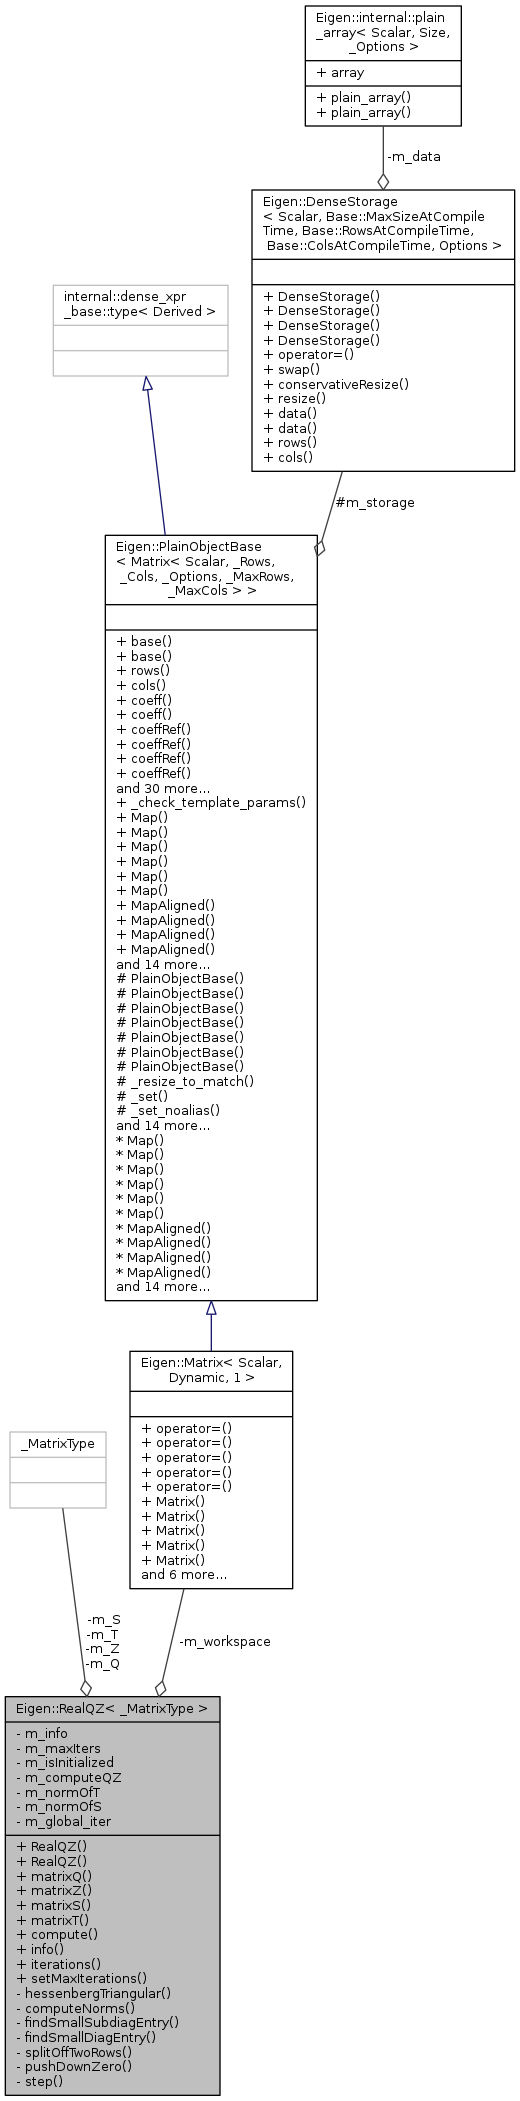 Eigen::internal::plain
_array< Scalar, Size,
_Options >
+ array
+ plain_array()
+ plain_array()
-m_data
Eigen::DenseStorage
< Scalar, Base::MaxSizeAtCompile
Time, Base::RowsAtCompileTime,
Base::ColsAtCompileTime, Options >
+ DenseStorage()
+ DenseStorage()
+ DenseStorage()
+ DenseStorage()
+ operator=()
+ swap()
+ conservativeResize()
+ resize()
+ data()
+ data()
+ rows()
+ cols()
internal::dense_xpr
_base::type< Derived >
#m_storage
Eigen::PlainObjectBase
< Matrix< Scalar, _Rows,
_Cols, _Options, _MaxRows,
_MaxCols > >
+ base()
+ base()
+ rows()
+ cols()
+ coeff()
+ coeff()
+ coeffRef()
+ coeffRef()
+ coeffRef()
+ coeffRef()
and 30 more...
+ _check_template_params()
+ Map()
+ Map()
+ Map()
+ Map()
+ Map()
+ Map()
+ MapAligned()
+ MapAligned()
+ MapAligned()
+ MapAligned()
and 14 more...
# PlainObjectBase()
# PlainObjectBase()
# PlainObjectBase()
# PlainObjectBase()
# PlainObjectBase()
# PlainObjectBase()
# PlainObjectBase()
# _resize_to_match()
# _set()
# _set_noalias()
and 14 more...
* Map()
* Map()
* Map()
* Map()
* Map()
* Map()
* MapAligned()
* MapAligned()
* MapAligned()
* MapAligned()
and 14 more...
Eigen::Matrix< Scalar,
Dynamic, 1 >
+ operator=()
+ operator=()
+ operator=()
+ operator=()
+ operator=()
+ Matrix()
+ Matrix()
+ Matrix()
+ Matrix()
+ Matrix()
and 6 more...
_MatrixType
-m_S
-m_T
-m_Z
-m_Q
-m_workspace
Eigen::RealQZ< _MatrixType >
- m_info
- m_maxIters
- m_isInitialized
- m_computeQZ
- m_normOfT
- m_normOfS
- m_global_iter
+ RealQZ()
+ RealQZ()
+ matrixQ()
+ matrixZ()
+ matrixS()
+ matrixT()
+ compute()
+ info()
+ iterations()
+ setMaxIterations()
- hessenbergTriangular()
- computeNorms()
- findSmallSubdiagEntry()
- findSmallDiagEntry()
- splitOffTwoRows()
- pushDownZero()
- step()